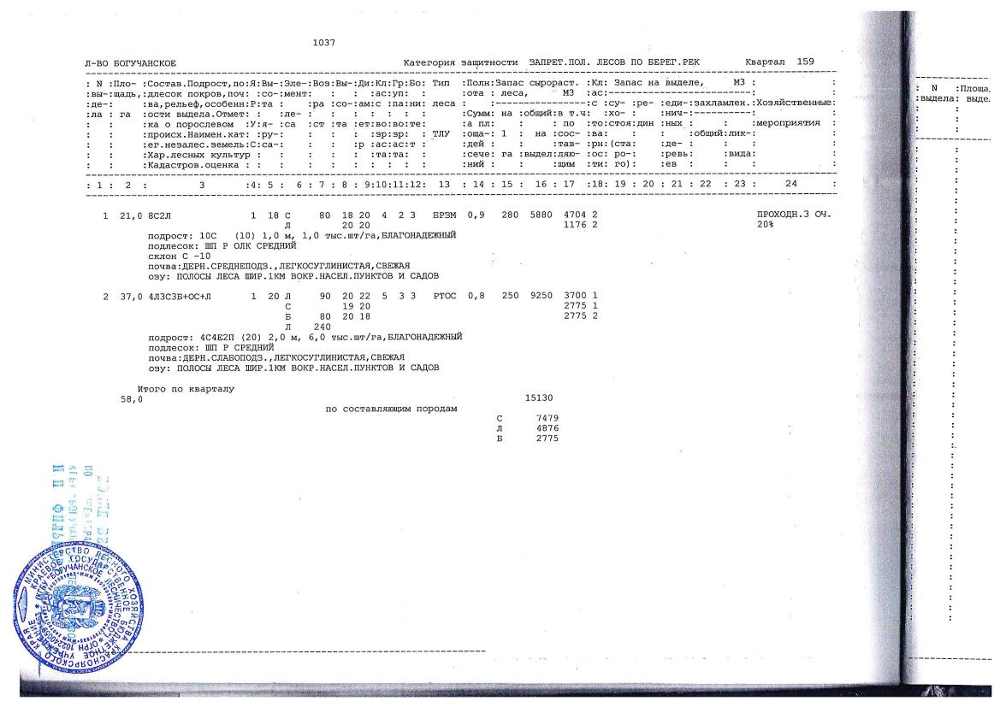 1037
Л-ВО БОГУЧАНСКОЕ Категория защитности ЗАПРЕТ.ПОЛ. ЛЕСОВ ПО БЕРЕГ.РЕК Квартал 159
: N :Пло- :Состав.Подрост,по:Я:Вы-:Эле-:Воз:Вы-:Ди:Кл:Гр:Бо: Тип :Полн:Запас сыророст. :Кл: Запас на выделе, М3 : :
:вы-:щадь,:длесок покров,поч: :со-:мент: : : :ас:уп: : :ота : леса, М3 :ас:-----------------------: :
:де-: :ва,рельеф,особенн:Р:та : :ра :со-:ам:с :па:ни: леса : :-----------------:с :су- :ре- :еди-:захламлен.:Хозяйственные:
:ла : га :ости выдела.Отмет: : :ле- : : : : : : : :Сумм: на :общий:в т.ч: :хо- : :нич-:---------: :
: : :ка о порослевом :У:я- :са :ст :та :ет:во:во:те: :а пл: : : по :то:стоя:дин :ных : :мероприятия :
: : :происх.Наимен.кат: :ру-: : : : :зр:зр: : ТЛУ :оща-: 1 : на :сос- :ва: : : :общий:лик-: :
: : :ег.незалес.земель:С:са-: : : :р :ас:ас:т : :дей : га : :тав- :рн:(ста: :де- : : : :
: : :Хар.лесных культур : : : : : : :та:та: : :сече: га :выдел:ляю- :ос: ро-: :ревь: :вида: :
: : :Кадастров.оценка : : : : : : : : : : : :ний : : :щим :ти: го): :ев : : : :
: 1 : 2 : 3 :4: 5 : 6 : 7 : 8 : 9:10:11:12: 13 : 14 : 15 : 16 : 17 :18: 19 : 20 : 21 : 22 : 23 : 24 :
1 21,0 8С2Л 1 18 С 80 18 20 4 2 3 БРЗМ 0,9 280 5880 4704 2 ПРОХОДН.3 ОЧ.
Л 20 20 1176 2 20%
подрост: 10С (10) 1,0 м, 1,0 тыс.шт/га,БЛАГОНАДЕЖНЫЙ
подлесок: ШП Р ОЛК СРЕДНИЙ
склон С -10
почва:ДЕРН.СРЕДНЕПОДЗ.,ЛЕГКОСУГЛИНИСТАЯ,СВЕЖАЯ
озу: ПОЛОСЫ ЛЕСА ШИР.1КМ ВОКР.НАСЕЛ.ПУНКТОВ И САДОВ
2 37,0 4Л3С3Б+ОС+Л 1 20 Л 90 20 22 5 3 3 РТОС 0,8 250 9250 3700 1
С 19 20 2775 1
Б 80 20 18 2775 2
Л 240
подрост: 4С4Е2П (20) 2,0 м, 6,0 тыс.шт/га,БЛАГОНАДЕЖНЫЙ
подлесок: ШП Р СРЕДНИЙ
почва:ДЕРН.СЛАБОПОДЗ.,ЛЕГКОСУГЛИНИСТАЯ,СВЕЖАЯ
озу: ПОЛОСЫ ЛЕСА ШИР.1КМ ВОКР.НАСЕЛ.ПУНКТОВ И САДОВ
Итого по кварталу
58,0 15130
по составляющим породам
С 7479
Л 4876
Б 2775
: N :Площа,
:выдела: выде.
МИНИСТЕРСТВО ЛЕСНОГО ХОЗЯЙСТВА КРАСНОЯРСКОГО КРАЯ
КРАЕВОЕ ГОСУДАРСТВЕННОЕ БЮДЖЕТНОЕ УЧРЕЖДЕНИЕ